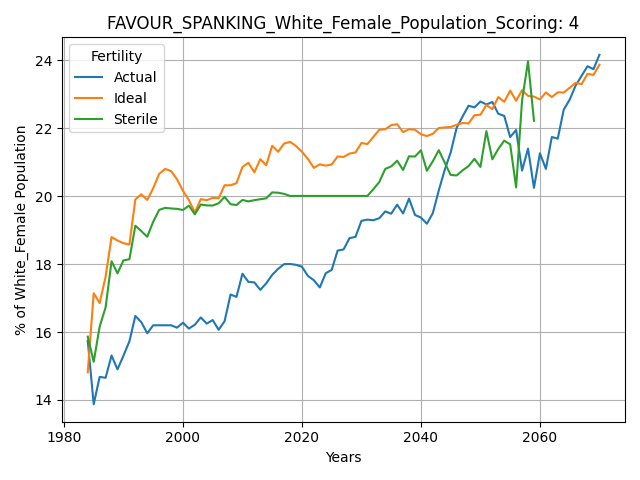 FAVOUR_SPANKING_White_Female_Population_Scoring: 4
Fertility
Actual
Ideal
Sterile
% of White_Female Population
24
22
20
18
16
14
1980
2000
2020
2040
2060
Years